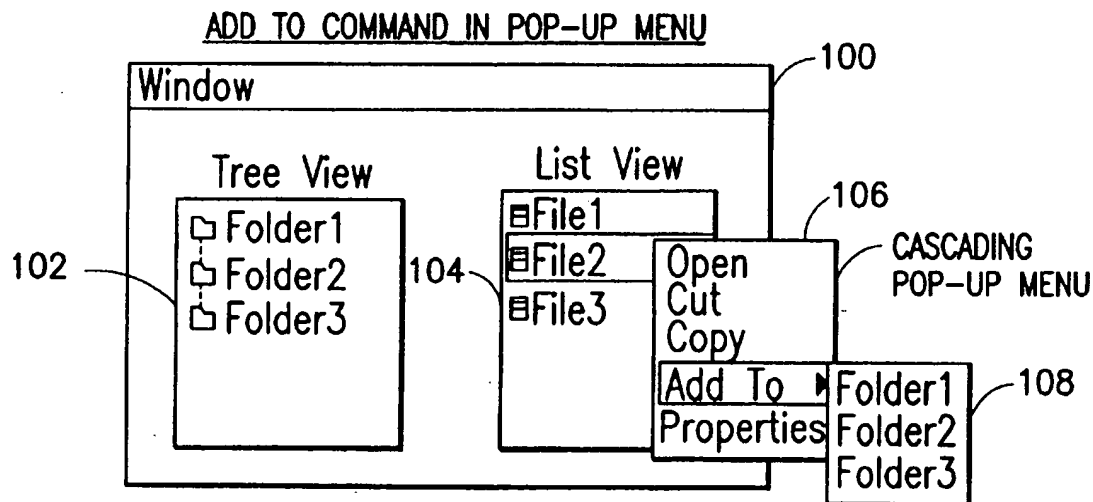 ADD TO COMMAND IN POP-UP MENU
100
Window
Tree View
List View
102
Folder1
Folder2
Folder3
104
File1
File2
File3
106
CASCADING
POP-UP MENU
Open
Cut
Copy
Add To
Properties
108
Folder1
Folder2
Folder3